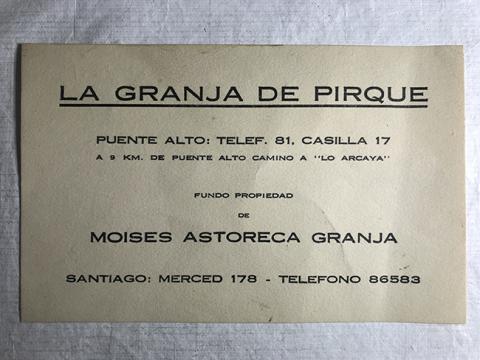 LA GRANJA DE PIRQUE
PUENTE ALTO: TELEF. 81, CASILLA 17
A 9 KM. DE PUENTE ALTO CAMINO A "LO ARCAYA"
FUNDO PROPIEDAD
DE
MOISES ASTORECA GRANJA
SANTIAGO: MERCED 178 - TELEFONO 86583